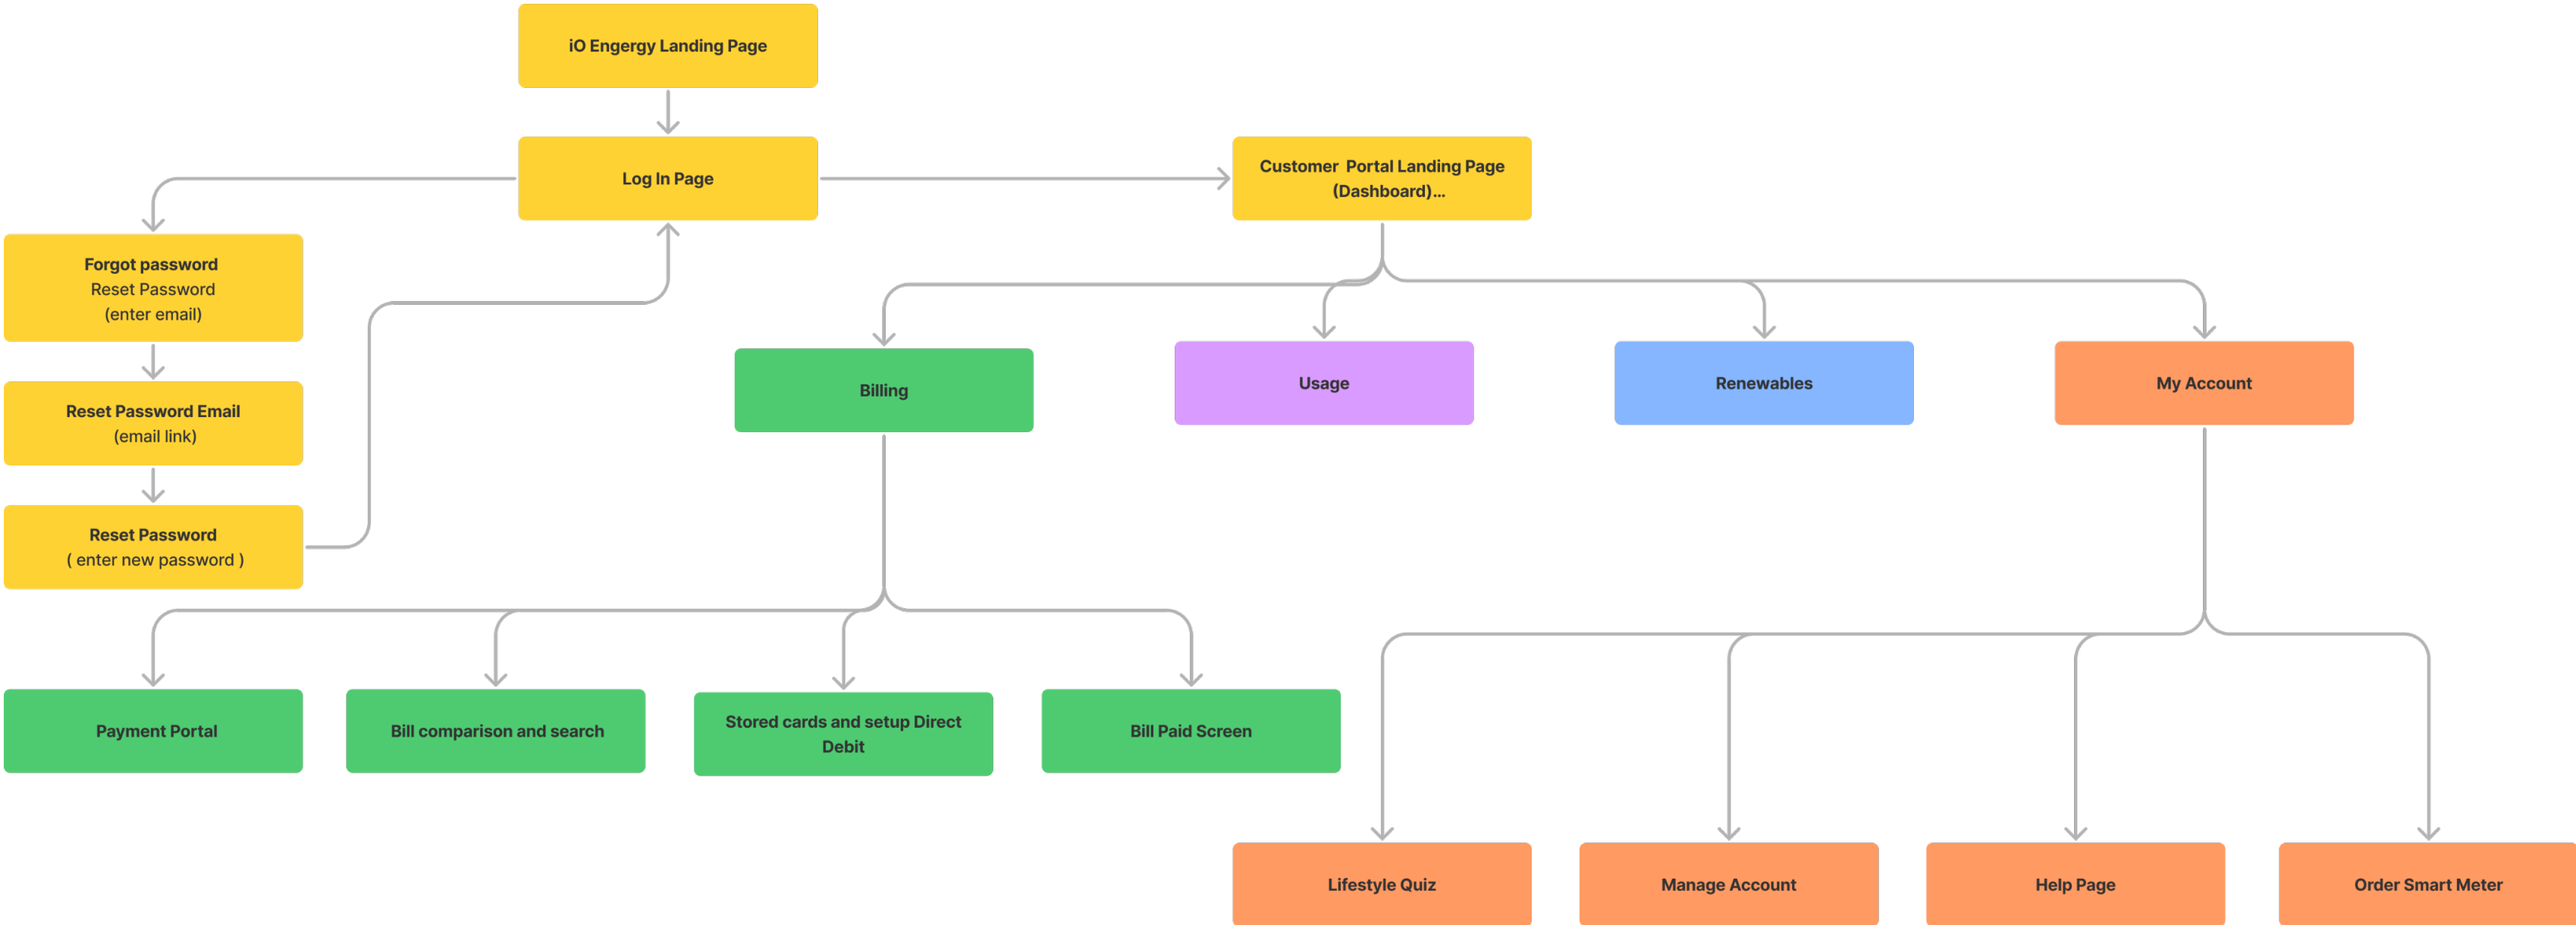 iO Engergy Landing Page
Log In Page
Customer  Portal Landing Page
(Dashboard)...
Forgot password
Reset Password
(enter email)
Reset Password Email
(email link)
Reset Password
( enter new password )
Billing
Usage
Renewables
My Account
Payment Portal
Bill comparison and search
Stored cards and setup Direct
Debit
Bill Paid Screen
Lifestyle Quiz
Manage Account
Help Page
Order Smart Meter